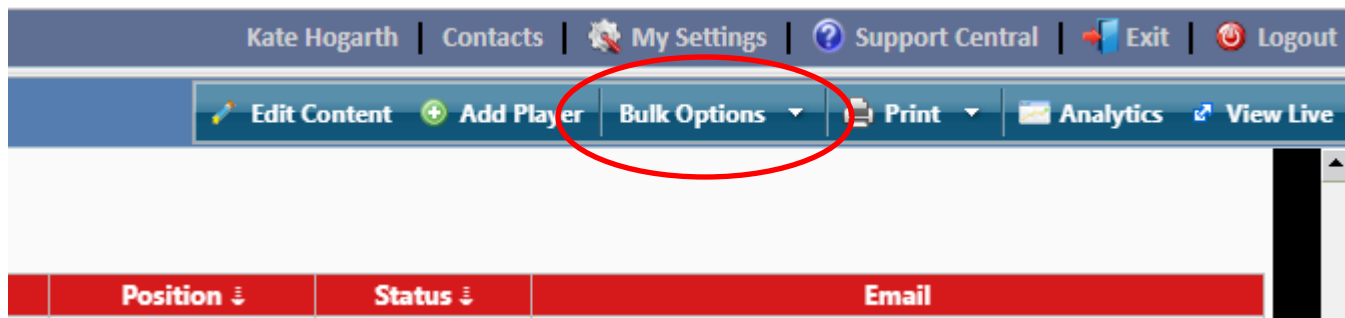 Kate Hogarth | Contacts | My Settings | Support Central | Exit | Logout
Edit Content Add Player Bulk Options Print Analytics View Live
Position Status Email